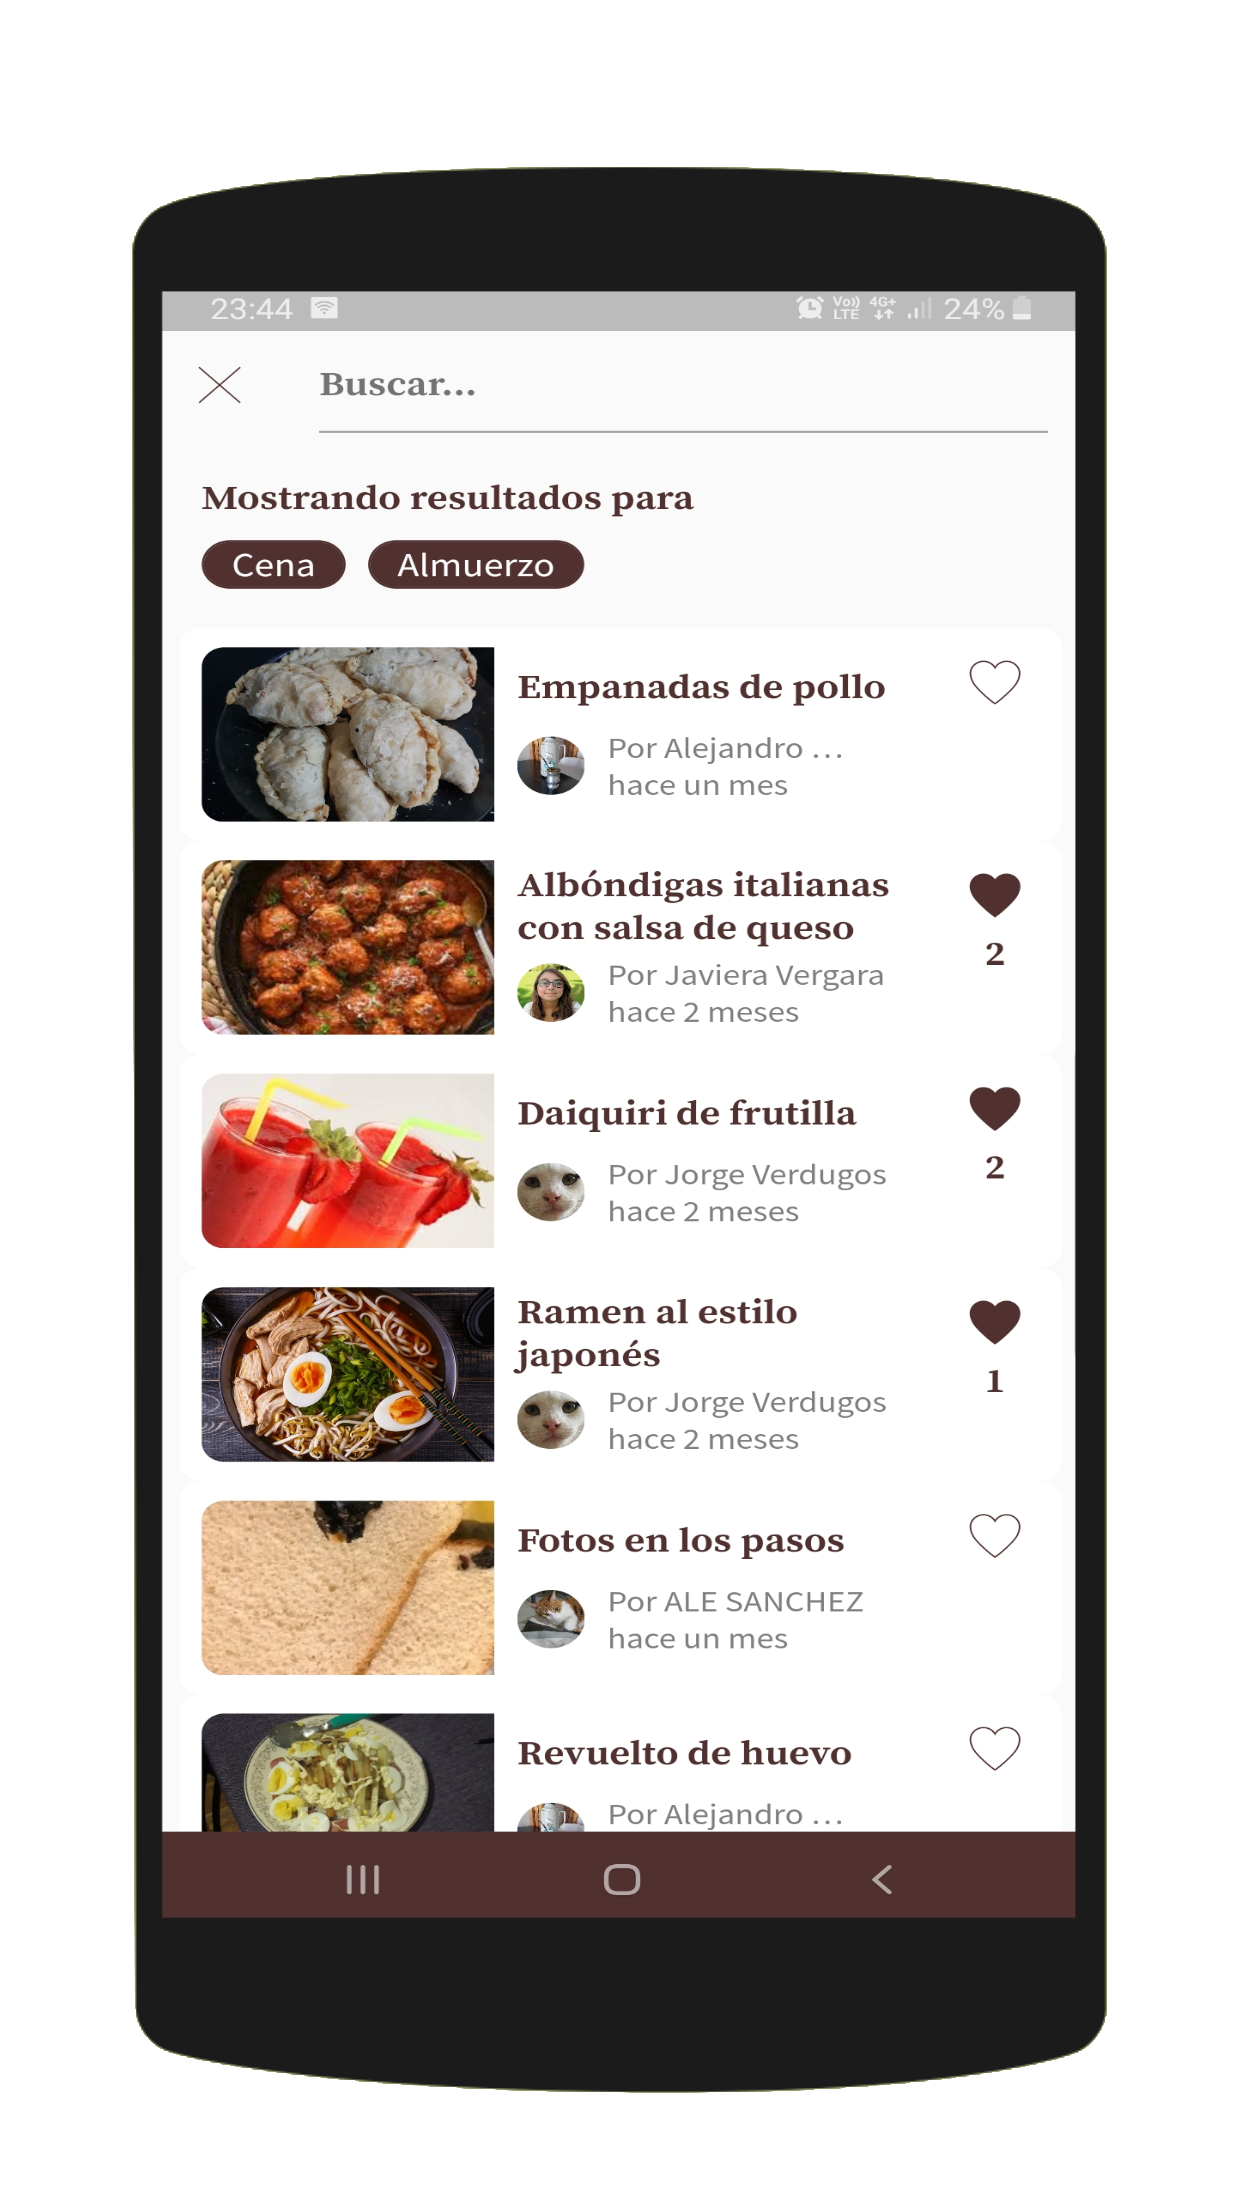 23:44 Vo)) LTE 4G+ 24%
Buscar...
Mostrando resultados para
Cena Almuerzo
Empanadas de pollo
Por Alejandro ...
hace un mes
Albóndigas italianas
con salsa de queso
2
Por Javiera Vergara
hace 2 meses
Daiquiri de frutilla
2
Por Jorge Verdugos
hace 2 meses
Ramen al estilo
japonés
1
Por Jorge Verdugos
hace 2 meses
Fotos en los pasos
Por ALE SANCHEZ
hace un mes
Revuelto de huevo
Por Alejandro ...